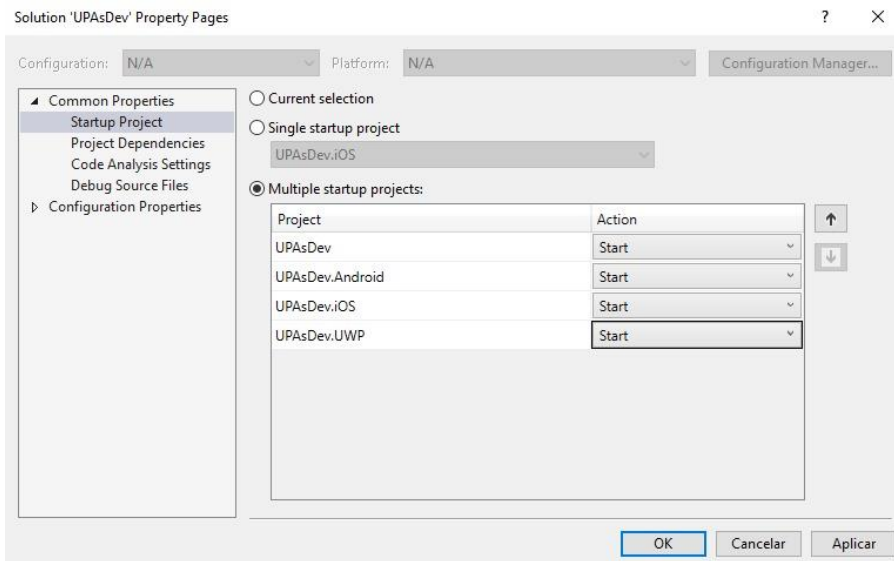 Solution 'UPAsDev' Property Pages ? ×
Configuration: N/A Platform: N/A Configuration Manager...
Common Properties
Startup Project
Project Dependencies
Code Analysis Settings
Debug Source Files
Configuration Properties
Current selection
Single startup project
UPAsDev.iOS
Multiple startup projects:
Project Action
UPAsDev Start
UPAsDev.Android Start
UPAsDev.iOS Start
UPAsDev.UWP Start
OK Cancelar Aplicar